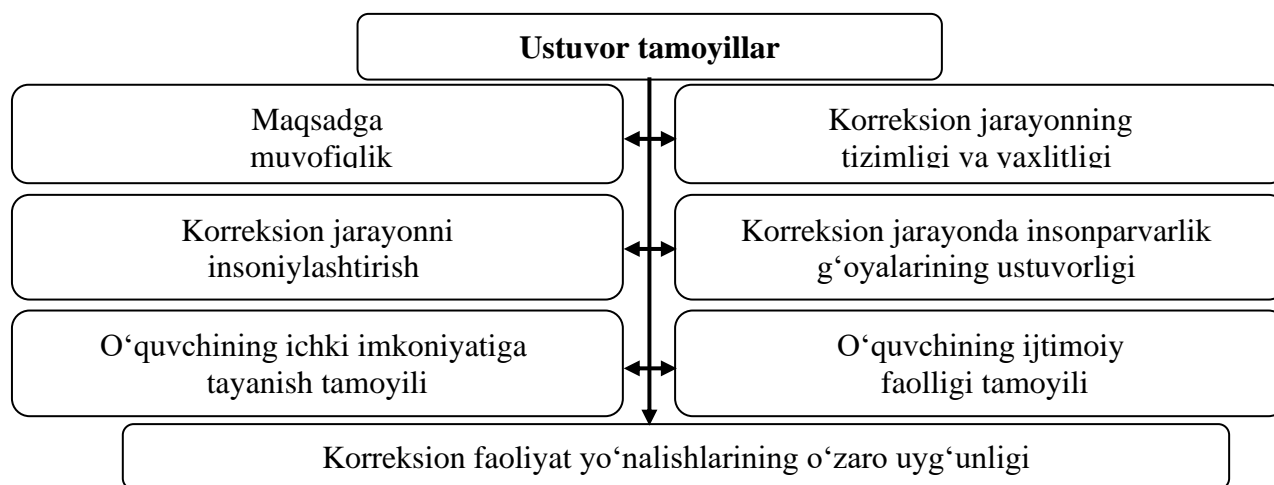 Ustuvor tamoyillar
Maqsadga
muvofiqlik
Korreksion jarayonning
tizimligi va yaxlitligi
Korreksion jarayonni
insoniylashtirish
Korreksion jarayonda insonparvarlik
g‘oyalarining ustuvorligi
O‘quvchining ichki imkoniyatiga
tayanish tamoyili
O‘quvchining ijtimoiy
faolligi tamoyili
Korreksion faoliyat yo‘nalishlarining o‘zaro uyg‘unligi